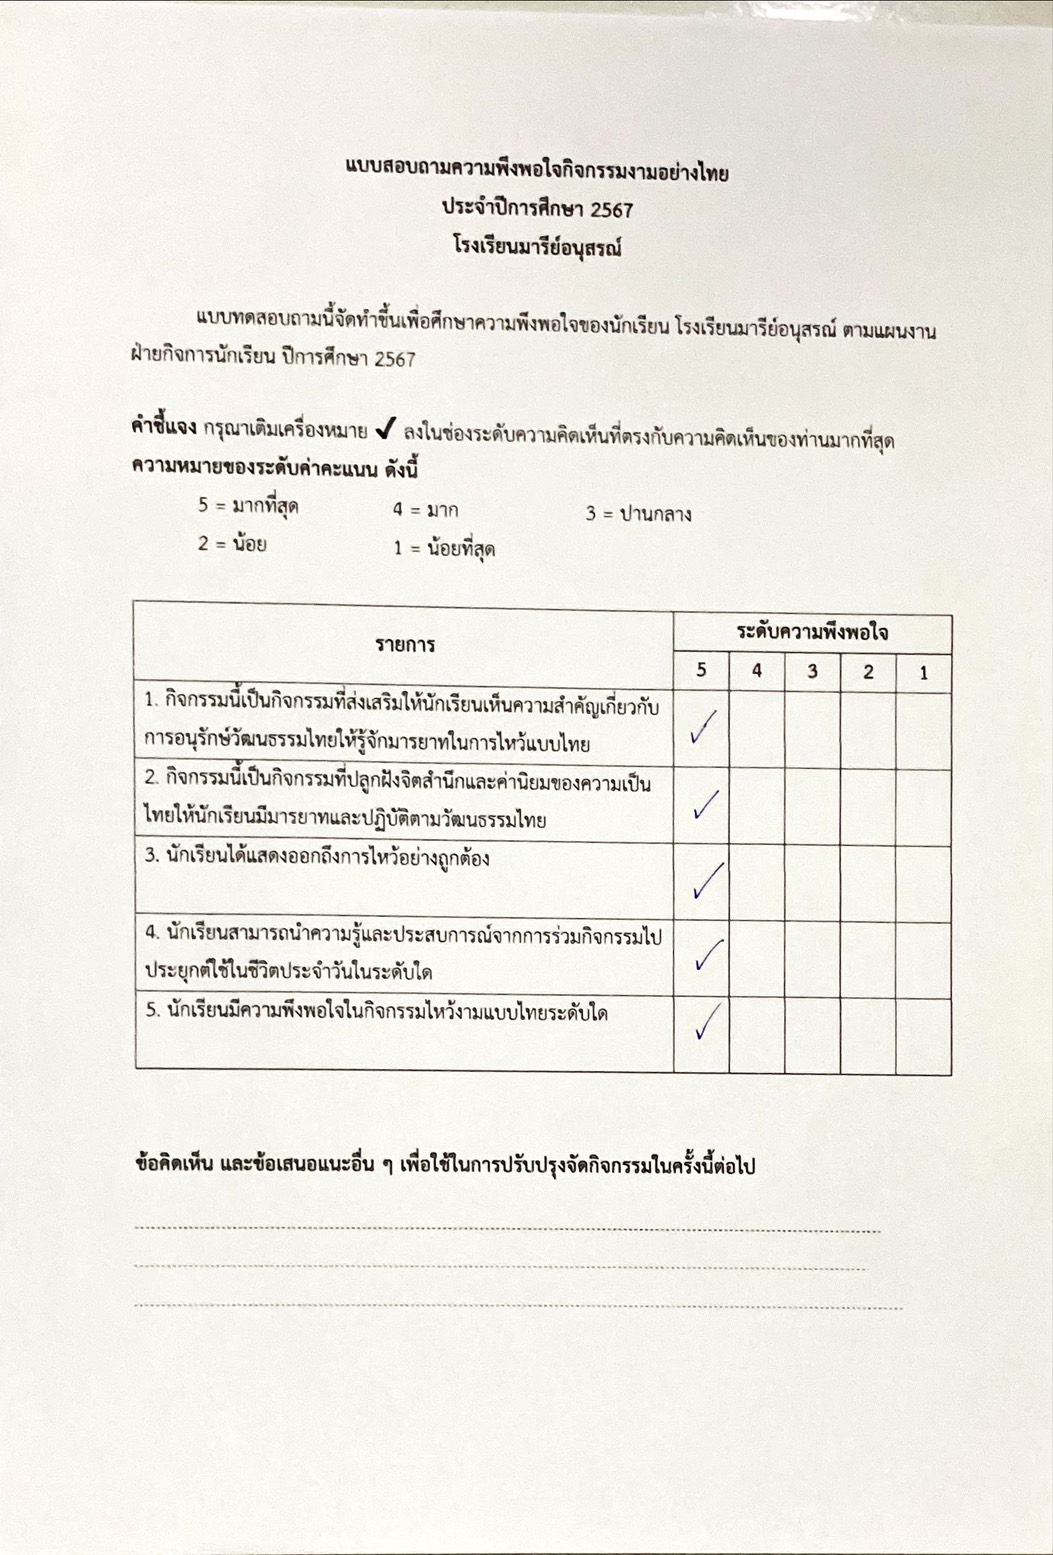 แบบสอบถามความพึงพอใจกิจกรรมงามอย่างไทย
ประจำปีการศึกษา 2567
โรงเรียนมารีย์อนุสรณ์
แบบทดสอบถามนี้จัดทำขึ้นเพื่อศึกษาความพึงพอใจของนักเรียน โรงเรียนมารีย์อนุสรณ์ ตามแผนงาน
ฝ่ายกิจการนักเรียน ปีการศึกษา 2567
คำชี้แจง กรุณาเติมเครื่องหมาย ✓ ลงในช่องระดับความคิดเห็นที่ตรงกับความคิดเห็นของท่านมากที่สุด
ความหมายของระดับค่าคะแนน ดังนี้
5 = มากที่สุด 4 = มาก 3 = ปานกลาง
2 = น้อย 1 = น้อยที่สุด
รายการ ระดับความพึงพอใจ
5 4 3 2 1
1. กิจกรรมนี้เป็นกิจกรรมที่ส่งเสริมให้นักเรียนเห็นความสำคัญเกี่ยวกับ
การอนุรักษ์วัฒนธรรมไทยให้รู้จักมารยาทในการไหว้แบบไทย ✓
2. กิจกรรมนี้เป็นกิจกรรมที่ปลูกฝังจิตสำนึกและค่านิยมของความเป็น
ไทยให้นักเรียนมีมารยาทและปฏิบัติตามวัฒนธรรมไทย ✓
3. นักเรียนได้แสดงออกถึงการไหว้อย่างถูกต้อง ✓
4. นักเรียนสามารถนำความรู้และประสบการณ์จากการร่วมกิจกรรมไป
ประยุกต์ใช้ในชีวิตประจำวันในระดับใด ✓
5. นักเรียนมีความพึงพอใจในกิจกรรมไหว้งามแบบไทยระดับใด ✓
ข้อคิดเห็น และข้อเสนอแนะอื่น ๆ เพื่อใช้ในการปรับปรุงจัดกิจกรรมในครั้งนี้ต่อไป